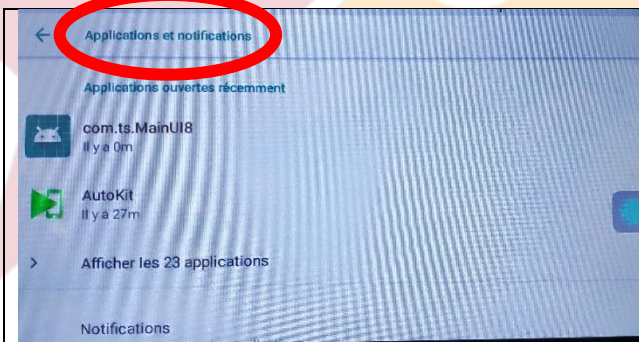 Applications et notifications
Applications ouvertes récemment
com.ts.MainUI8
Il y a 0m
AutoKit
Il y a 27m
Afficher les 23 applications
Notifications